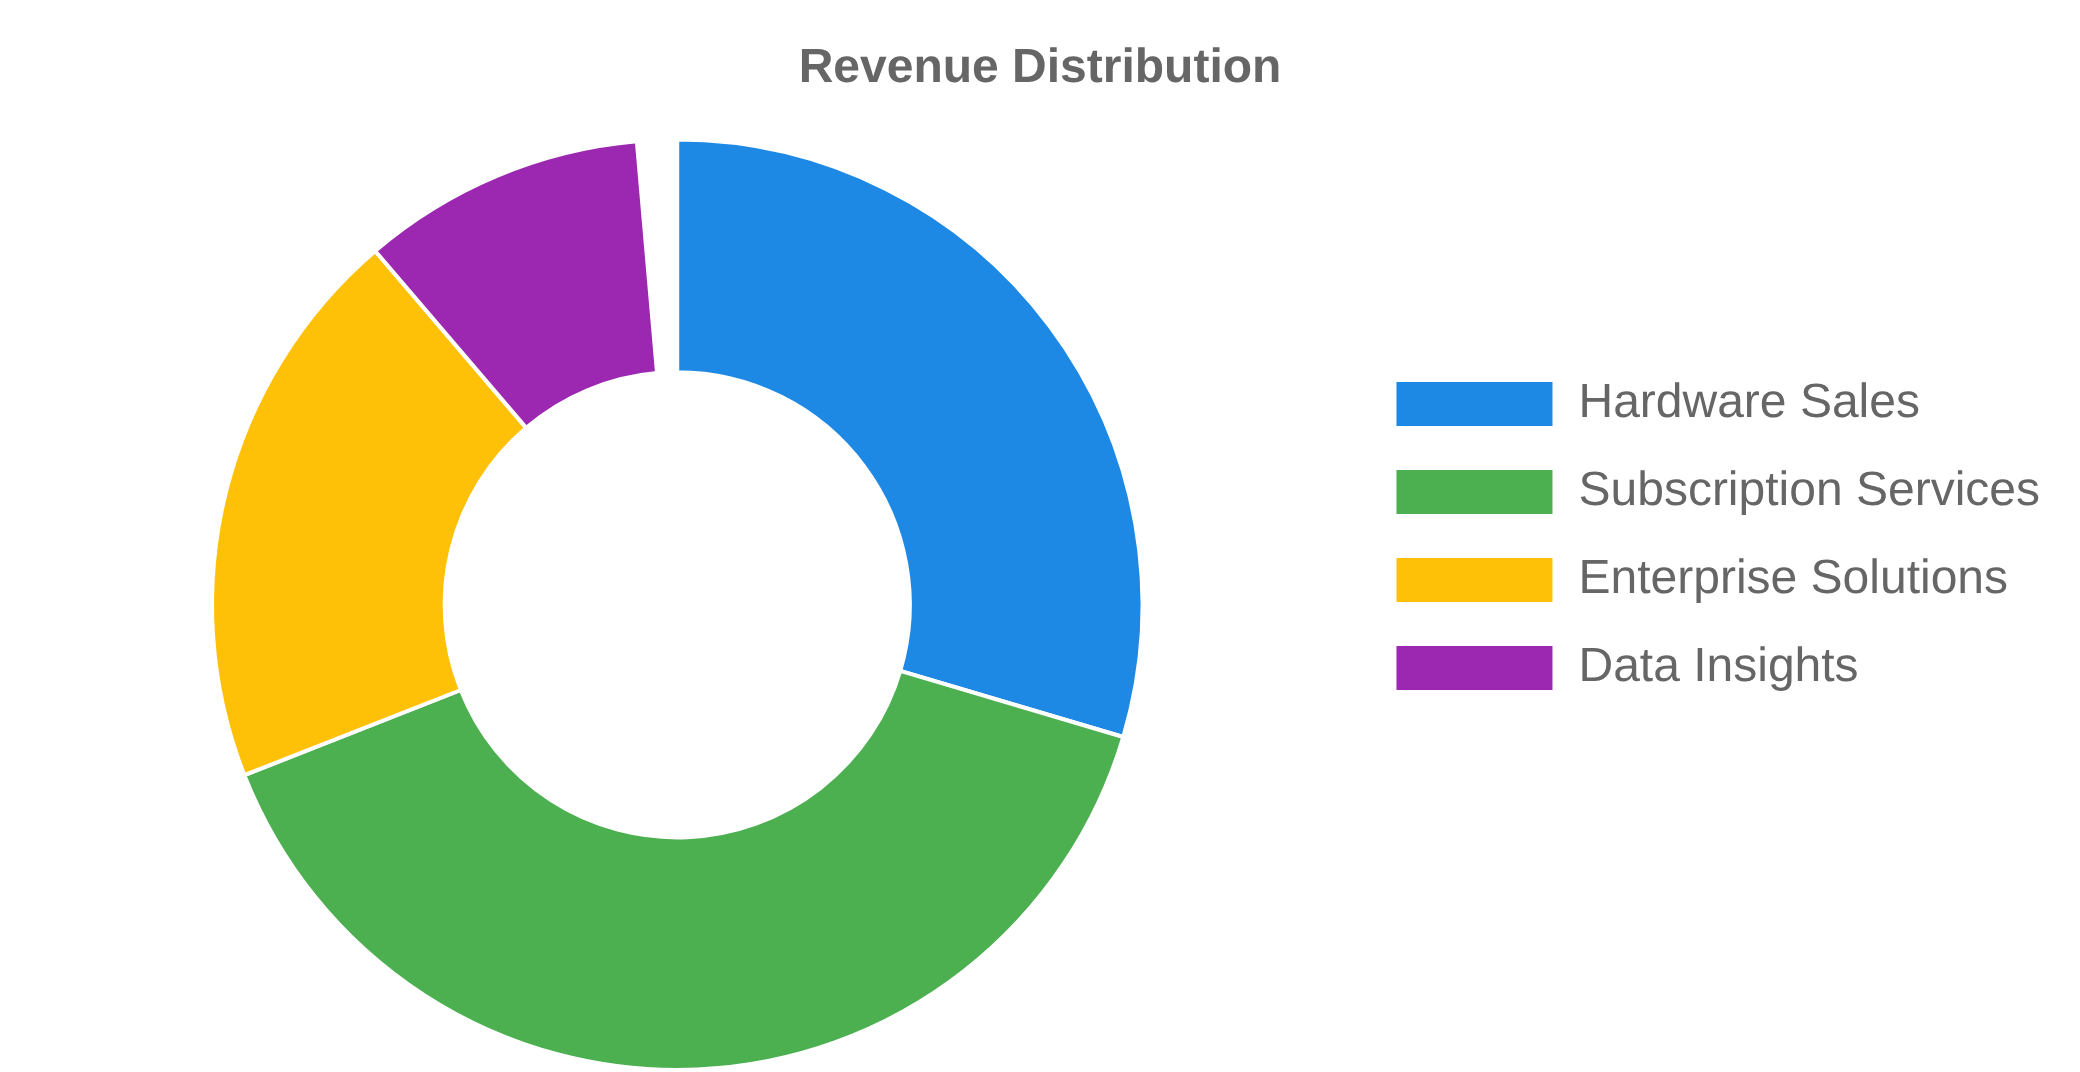 Revenue Distribution
Hardware Sales
Subscription Services
Enterprise Solutions
Data Insights